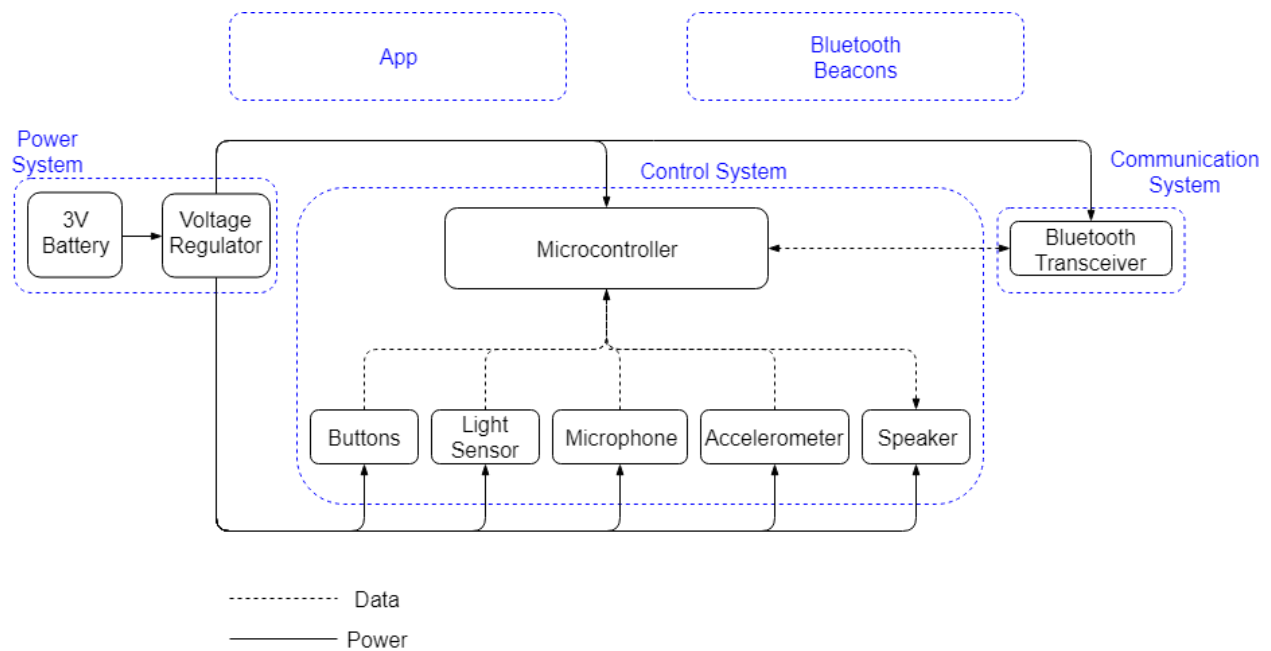 App
Bluetooth
Beacons
Power
System
Control System
Communication
System
3V
Battery
Voltage
Regulator
Microcontroller
Bluetooth
Transceiver
Buttons
Light
Sensor
Microphone
Accelerometer
Speaker
Data
Power